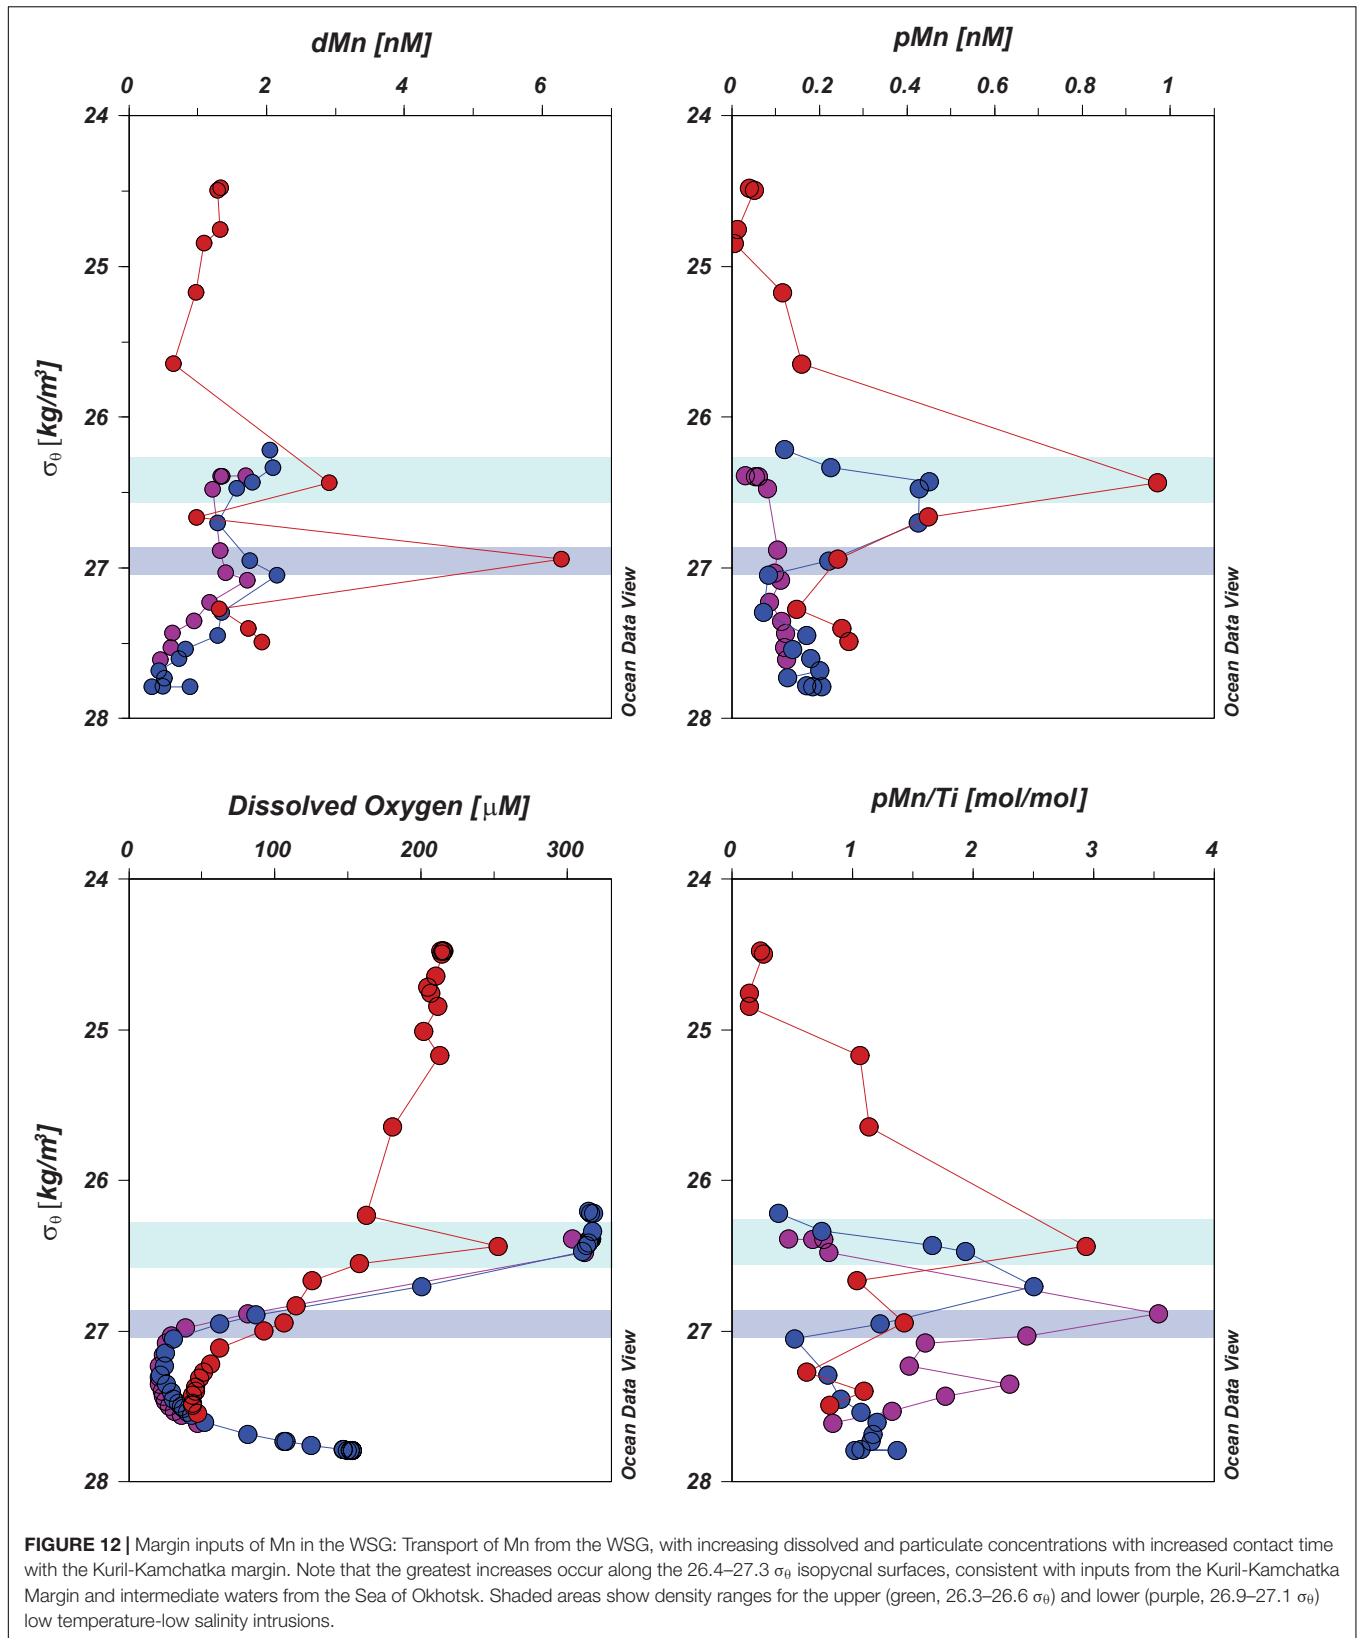 dMn [nM]
0 2 4 6
24
25
26
27
28
σθ [kg/m³]
Ocean Data View
pMn [nM]
0 0.2 0.4 0.6 0.8 1
Ocean Data View
Dissolved Oxygen [μM]
0 100 200 300
24
25
26
27
28
σθ [kg/m³]
Ocean Data View
pMn/Ti [mol/mol]
0 1 2 3 4
24
25
26
27
28
Ocean Data View
FIGURE 12 | Margin inputs of Mn in the WSG: Transport of Mn from the WSG, with increasing dissolved and particulate concentrations with increased contact time
with the Kuril-Kamchatka margin. Note that the greatest increases occur along the 26.4–27.3 σθ isopycnal surfaces, consistent with inputs from the Kuril-Kamchatka
Margin and intermediate waters from the Sea of Okhotsk. Shaded areas show density ranges for the upper (green, 26.3–26.6 σθ) and lower (purple, 26.9–27.1 σθ)
low temperature-low salinity intrusions.